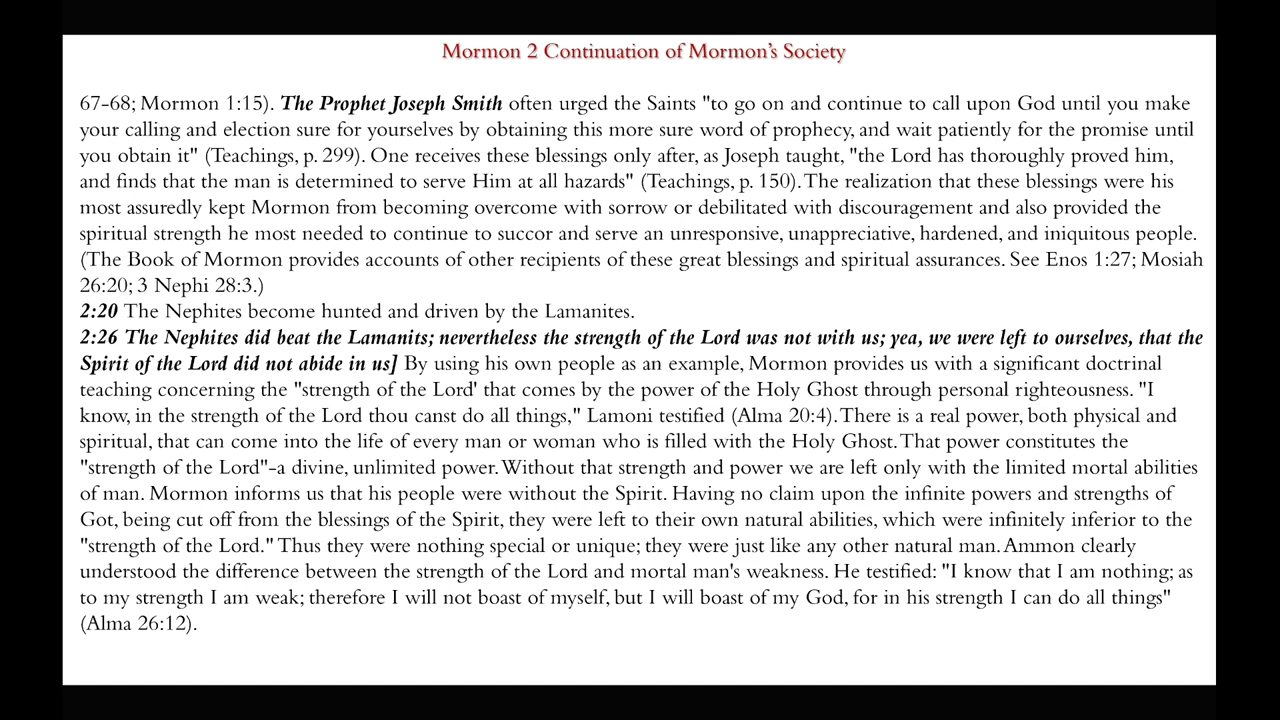 Mormon 2 Continuation of Mormon's Society
67-68; Mormon 1:15). The Prophet Joseph Smith often urged the Saints "to go on and continue to call upon God until you make
your calling and election sure for yourselves by obtaining this more sure word of prophecy, and wait patiently for the promise until
you obtain it" (Teachings, p. 299). One receives these blessings only after, as Joseph taught, "the Lord has thoroughly proved him,
and finds that the man is determined to serve Him at all hazards" (Teachings, p. 150). The realization that these blessings were his
most assuredly kept Mormon from becoming overcome with sorrow or debilitated with discouragement and also provided the
spiritual strength he most needed to continue to succor and serve an unresponsive, unappreciative, hardened, and iniquitous people.
(The Book of Mormon provides accounts of other recipients of these great blessings and spiritual assurances. See Enos 1:27; Mosiah
26:20; 3 Nephi 28:3.)
2:20 The Nephites become hunted and driven by the Lamanites.
2:26 The Nephites did beat the Lamanits; nevertheless the strength of the Lord was not with us; yea, we were left to ourselves, that the
Spirit of the Lord did not abide in us] By using his own people as an example, Mormon provides us with a significant doctrinal
teaching concerning the "strength of the Lord' that comes by the power of the Holy Ghost through personal righteousness. "I
know, in the strength of the Lord thou canst do all things," Lamoni testified (Alma 20:4). There is a real power, both physical and
spiritual, that can come into the life of every man or woman who is filled with the Holy Ghost. That power constitutes the
"strength of the Lord"-a divine, unlimited power. Without that strength and power we are left only with the limited mortal abilities
of man. Mormon informs us that his people were without the Spirit. Having no claim upon the infinite powers and strengths of
Got, being cut off from the blessings of the Spirit, they were left to their own natural abilities, which were infinitely inferior to the
"strength of the Lord." Thus they were nothing special or unique; they were just like any other natural man. Ammon clearly
understood the difference between the strength of the Lord and mortal man's weakness. He testified: "I know that I am nothing; as
to my strength I am weak; therefore I will not boast of myself, but I will boast of my God, for in his strength I can do all things"
(Alma 26:12).